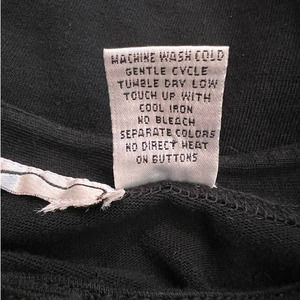 MACHINE WASH COLD
GENTLE CYCLE
TUMBLE DRY LOW
TOUCH UP WITH
COOL IRON
NO BLEACH
SEPARATE COLORS
NO DIRECT HEAT
ON BUTTONS